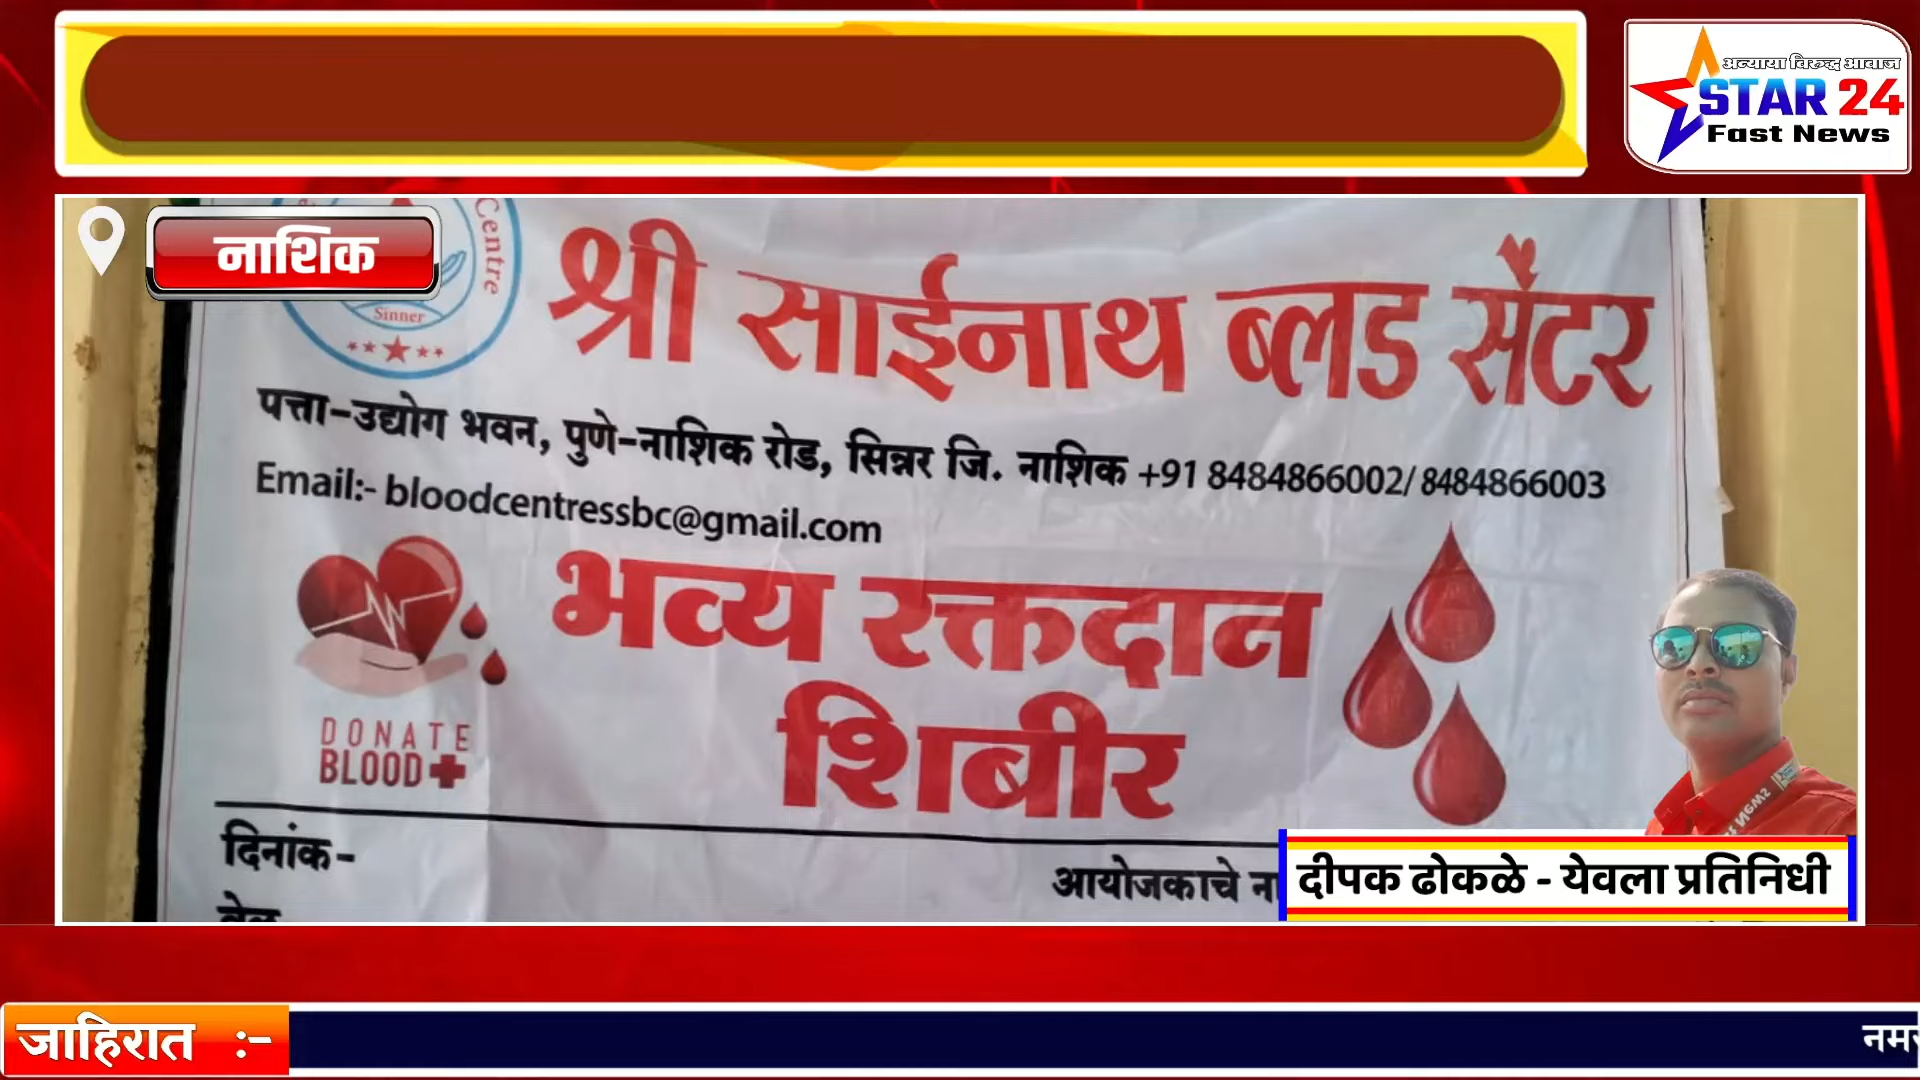 अन्याया विरुद्ध आवाज
STAR 24
Fast News
नाशिक
Centre
Sinner
श्री साईनाथ ब्लड सेंटर
पत्ता-उद्योग भवन, पुणे-नाशिक रोड, सिन्नर जि. नाशिक +91 8484866002/ 8484866003
Email:- bloodcentressbc@gmail.com
भव्य रक्तदान
शिबीर
DONATE
BLOOD
दिनांक-
आयोजकाचे
दीपक ढोकळे - येवला प्रतिनिधी
जाहिरात :-